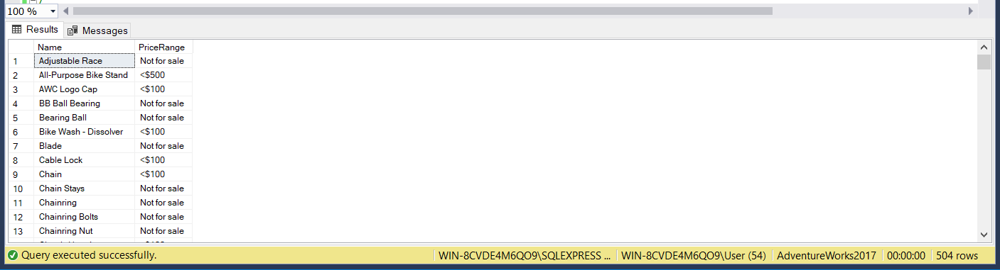 100 %
Results Messages
Name PriceRange
1 Adjustable Race Not for sale
2 All-Purpose Bike Stand <$500
3 AWC Logo Cap <$100
4 BB Ball Bearing Not for sale
5 Bearing Ball Not for sale
6 Bike Wash - Dissolver <$100
7 Blade Not for sale
8 Cable Lock <$100
9 Chain <$100
10 Chain Stays Not for sale
11 Chainring Not for sale
12 Chainring Bolts Not for sale
13 Chainring Nut Not for sale
Query executed successfully. WIN-8CVDE4M6QO9\SQLEXPRESS ... WIN-8CVDE4M6QO9\User (54) AdventureWorks2017 00:00:00 504 rows